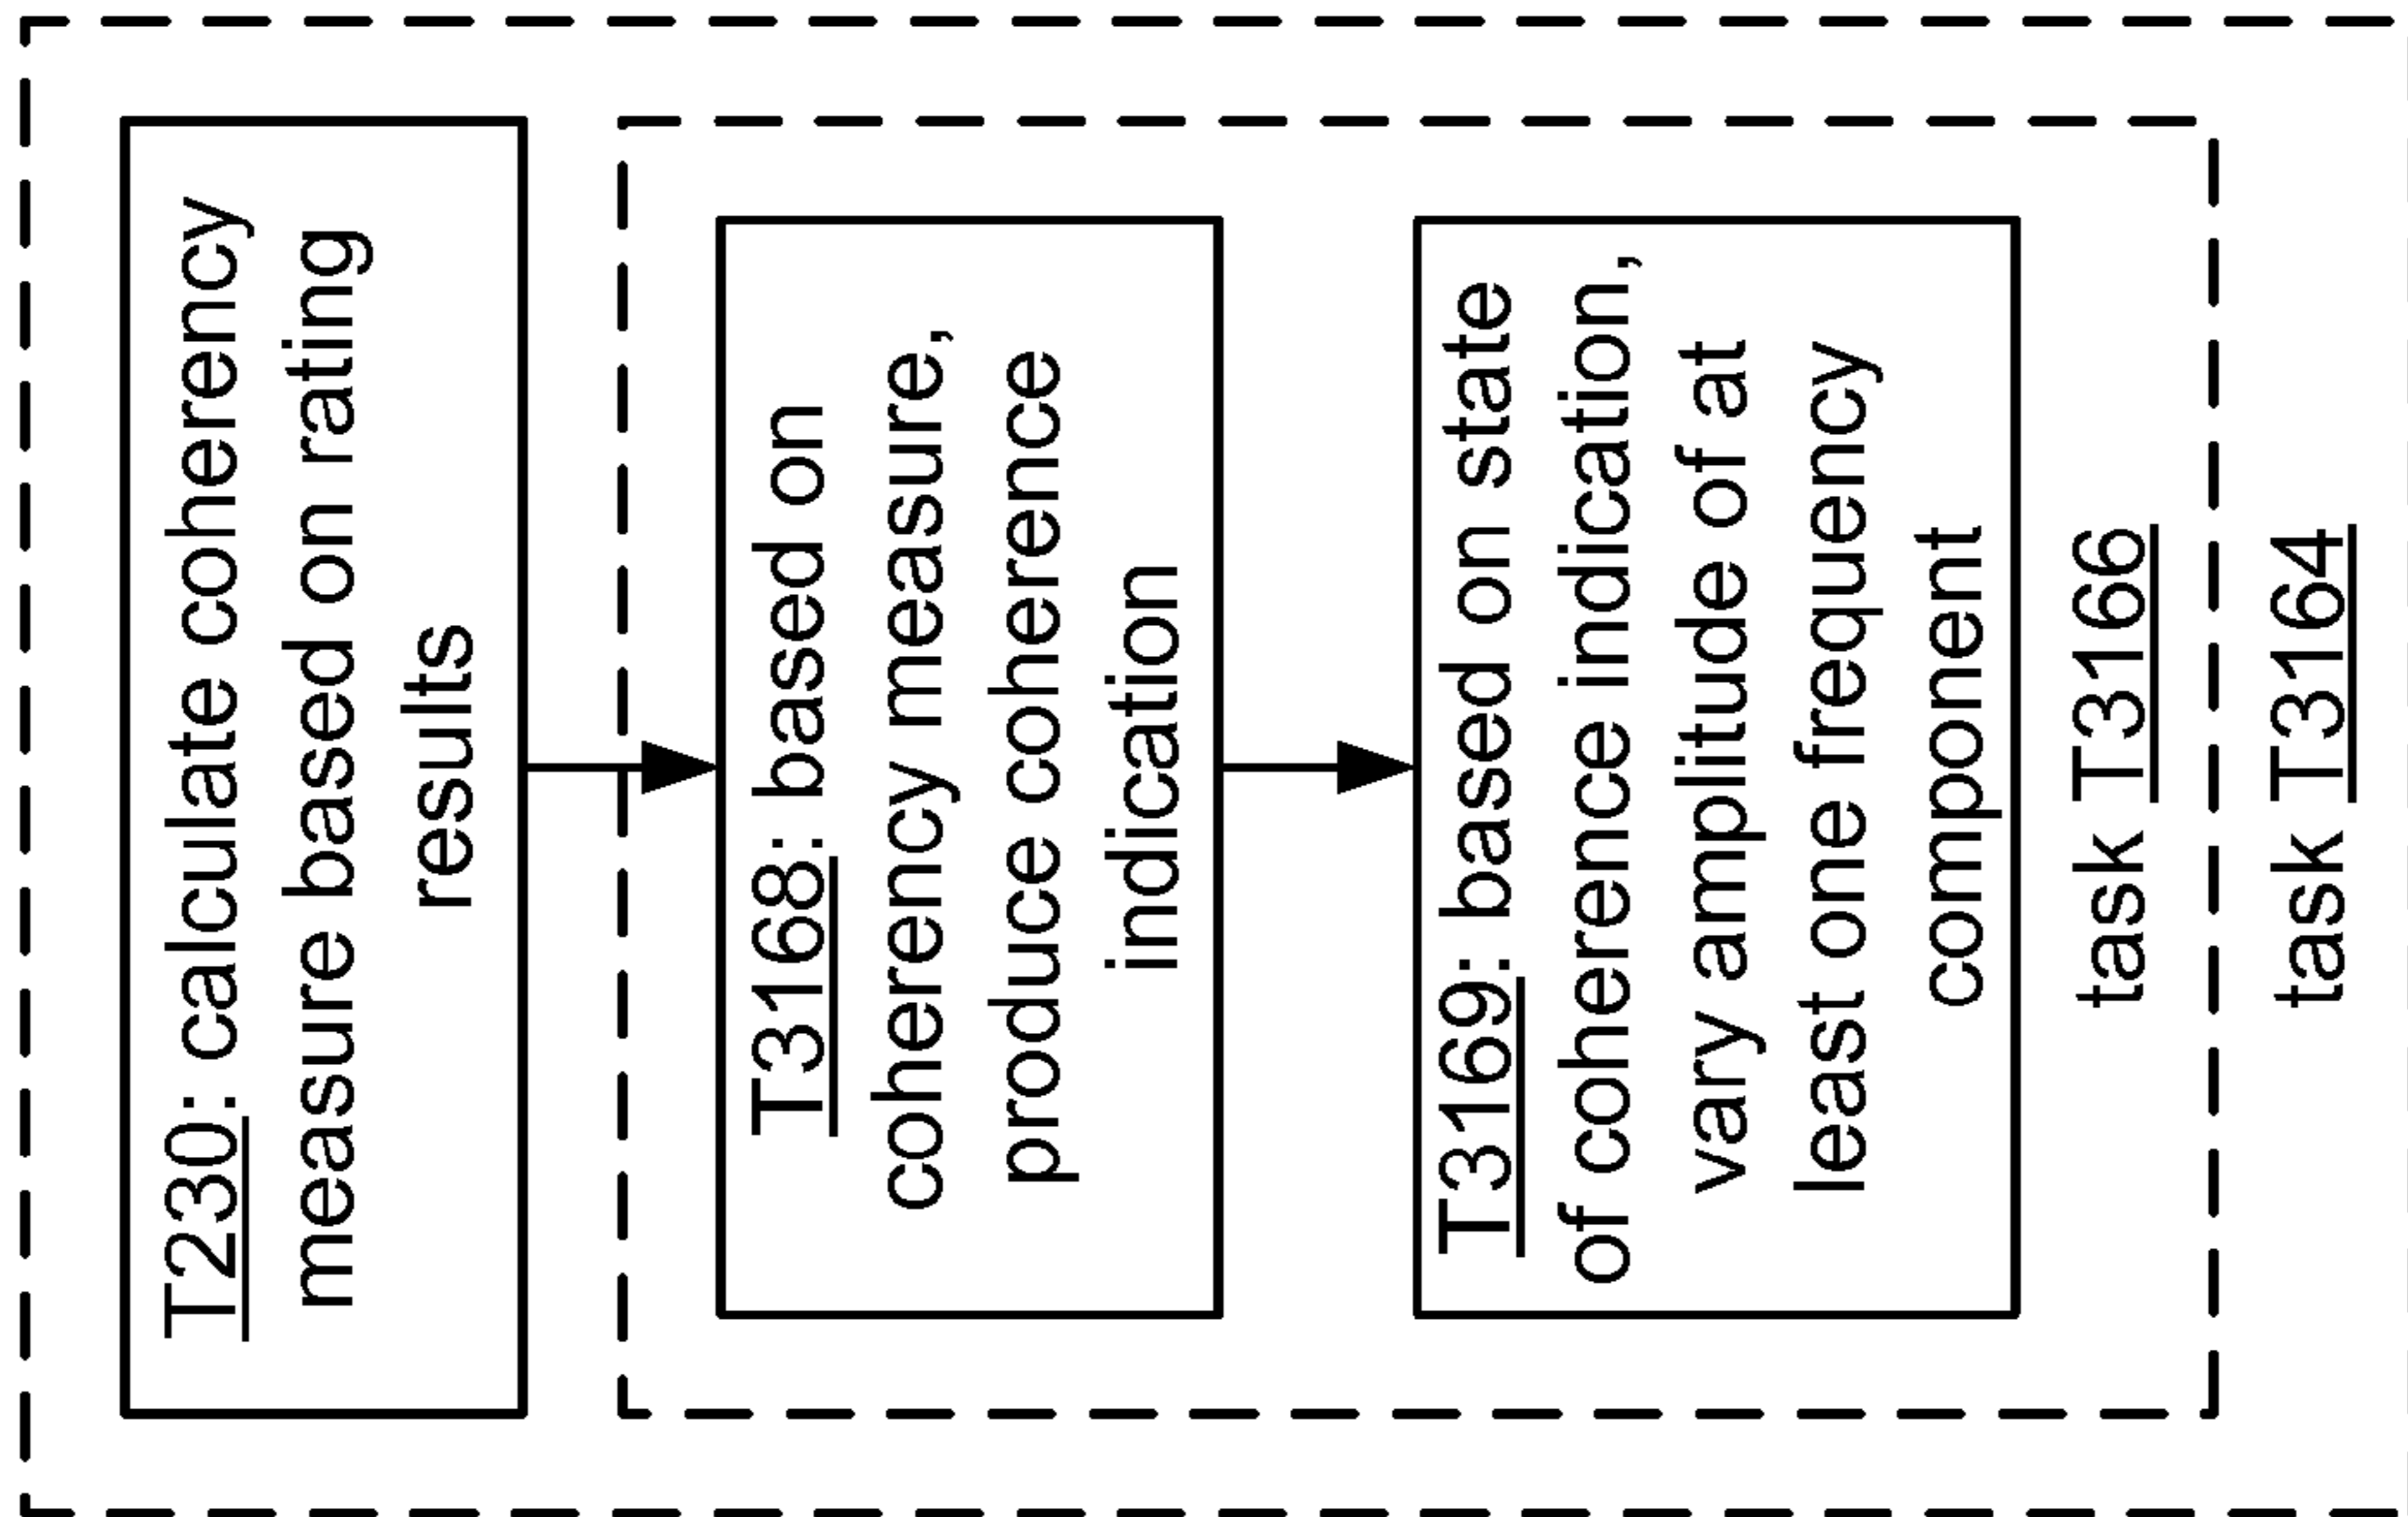 T230: calculate coherency
measure based on rating
results
T3168: based on
coherency measure,
produce coherence
indication
T3169: based on state
of coherence indication,
vary amplitude of at
least one frequency
component
task T3166
task T3164